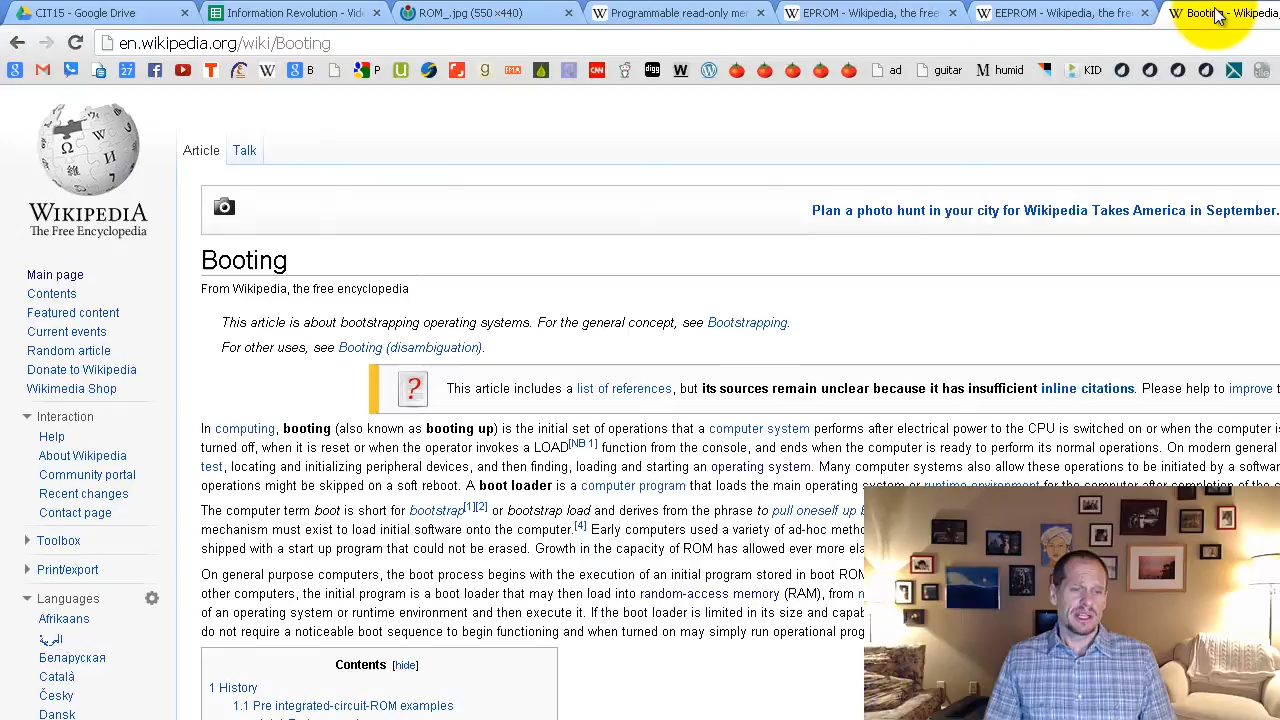 CIT15 - Google Drive
Information Revolution - Vid
ROM_.jpg (550×440)
Programmable read-only mer
EPROM - Wikipedia, the free
EEPROM - Wikipedia, the fre
Booting - Wikipedia
en.wikipedia.org/wiki/Booting
27
B
P
CNN
digg
W
ad
guitar
M humid
KID
Article
Talk
WIKIPEDIA
The Free Encyclopedia
Plan a photo hunt in your city for Wikipedia Takes America in September.
Main page
Contents
Featured content
Current events
Random article
Donate to Wikipedia
Wikimedia Shop
Interaction
Help
About Wikipedia
Community portal
Recent changes
Contact page
Toolbox
Print/export
Languages
Afrikaans
العربية
Беларуская
Català
Česky
Dansk
Booting
From Wikipedia, the free encyclopedia
This article is about bootstrapping operating systems. For the general concept, see Bootstrapping.
For other uses, see Booting (disambiguation).
This article includes a list of references, but its sources remain unclear because it has insufficient inline citations. Please help to improve t
In computing, booting (also known as booting up) is the initial set of operations that a computer system performs after electrical power to the CPU is switched on or when the computer is
turned off, when it is reset or when the operator invokes a LOAD[NB 1] function from the console, and ends when the computer is ready to perform its normal operations. On modern general
test, locating and initializing peripheral devices, and then finding, loading and starting an operating system. Many computer systems also allow these operations to be initiated by a softwar
operations might be skipped on a soft reboot. A boot loader is a computer program that loads the main operating system or runtime environment for the computer after completion of the
The computer term boot is short for bootstrap[1][2] or bootstrap load and derives from the phrase to pull oneself up b
mechanism must exist to load initial software onto the computer.[4] Early computers used a variety of ad-hoc metho
shipped with a start up program that could not be erased. Growth in the capacity of ROM has allowed ever more ela
On general purpose computers, the boot process begins with the execution of an initial program stored in boot ROM
other computers, the initial program is a boot loader that may then load into random-access memory (RAM), from n
of an operating system or runtime environment and then execute it. If the boot loader is limited in its size and capab
do not require a noticeable boot sequence to begin functioning and when turned on may simply run operational prog
Contents [hide]
1 History
1.1 Pre integrated-circuit-ROM examples